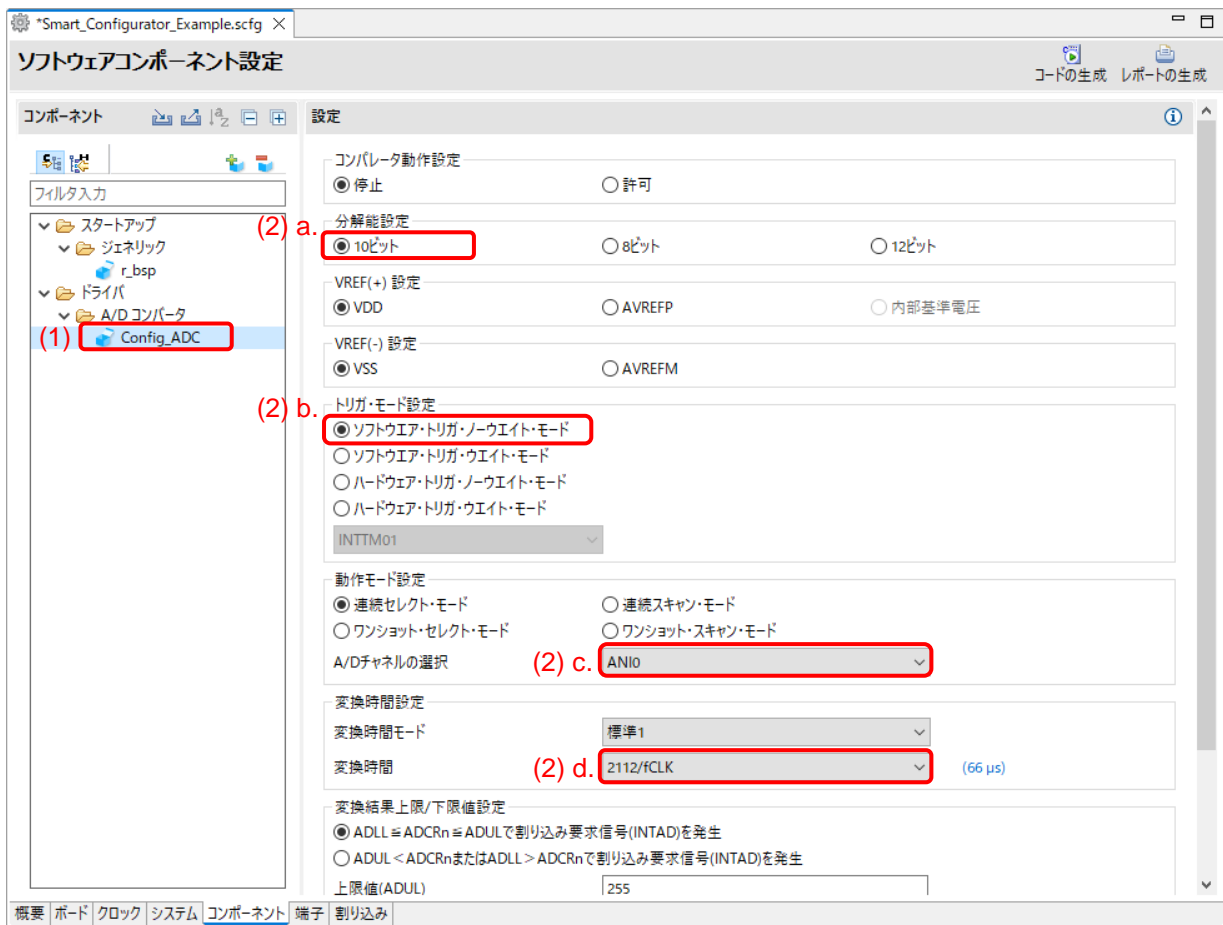 *Smart_Configurator_Example.scfg
ソフトウェアコンポーネント設定
コードの生成 レポートの生成
コンポーネント
設定
フィルタ入力
スタートアップ
ジェネリック
r_bsp
ドライバ
A/D コンバータ
(1) Config_ADC
コンパレータ動作設定
停止 許可
(2) a. 分解能設定
10ビット 8ビット 12ビット
VREF(+) 設定
VDD AVREFP 内部基準電圧
VREF(-) 設定
VSS AVREFM
(2) b. トリガ・モード設定
ソフトウエア・トリガ・ノーウエイト・モード
ソフトウエア・トリガ・ウエイト・モード
ハードウェア・トリガ・ノーウエイト・モード
ハードウェア・トリガ・ウエイト・モード
INTTM01
動作モード設定
連続セレクト・モード 連続スキャン・モード
ワンショット・セレクト・モード ワンショット・スキャン・モード
A/Dチャネルの選択 (2) c. ANI0
変換時間設定
変換時間モード 標準1
変換時間 (2) d. 2112/fCLK (66 μs)
変換結果上限/下限値設定
ADLL≦ADCRn≦ADULで割り込み要求信号(INTAD)を発生
ADUL＜ADCRnまたはADLL＞ADCRnで割り込み要求信号(INTAD)を発生
上限値(ADUL) 255
概要 ボード クロック システム コンポーネント 端子 割り込み